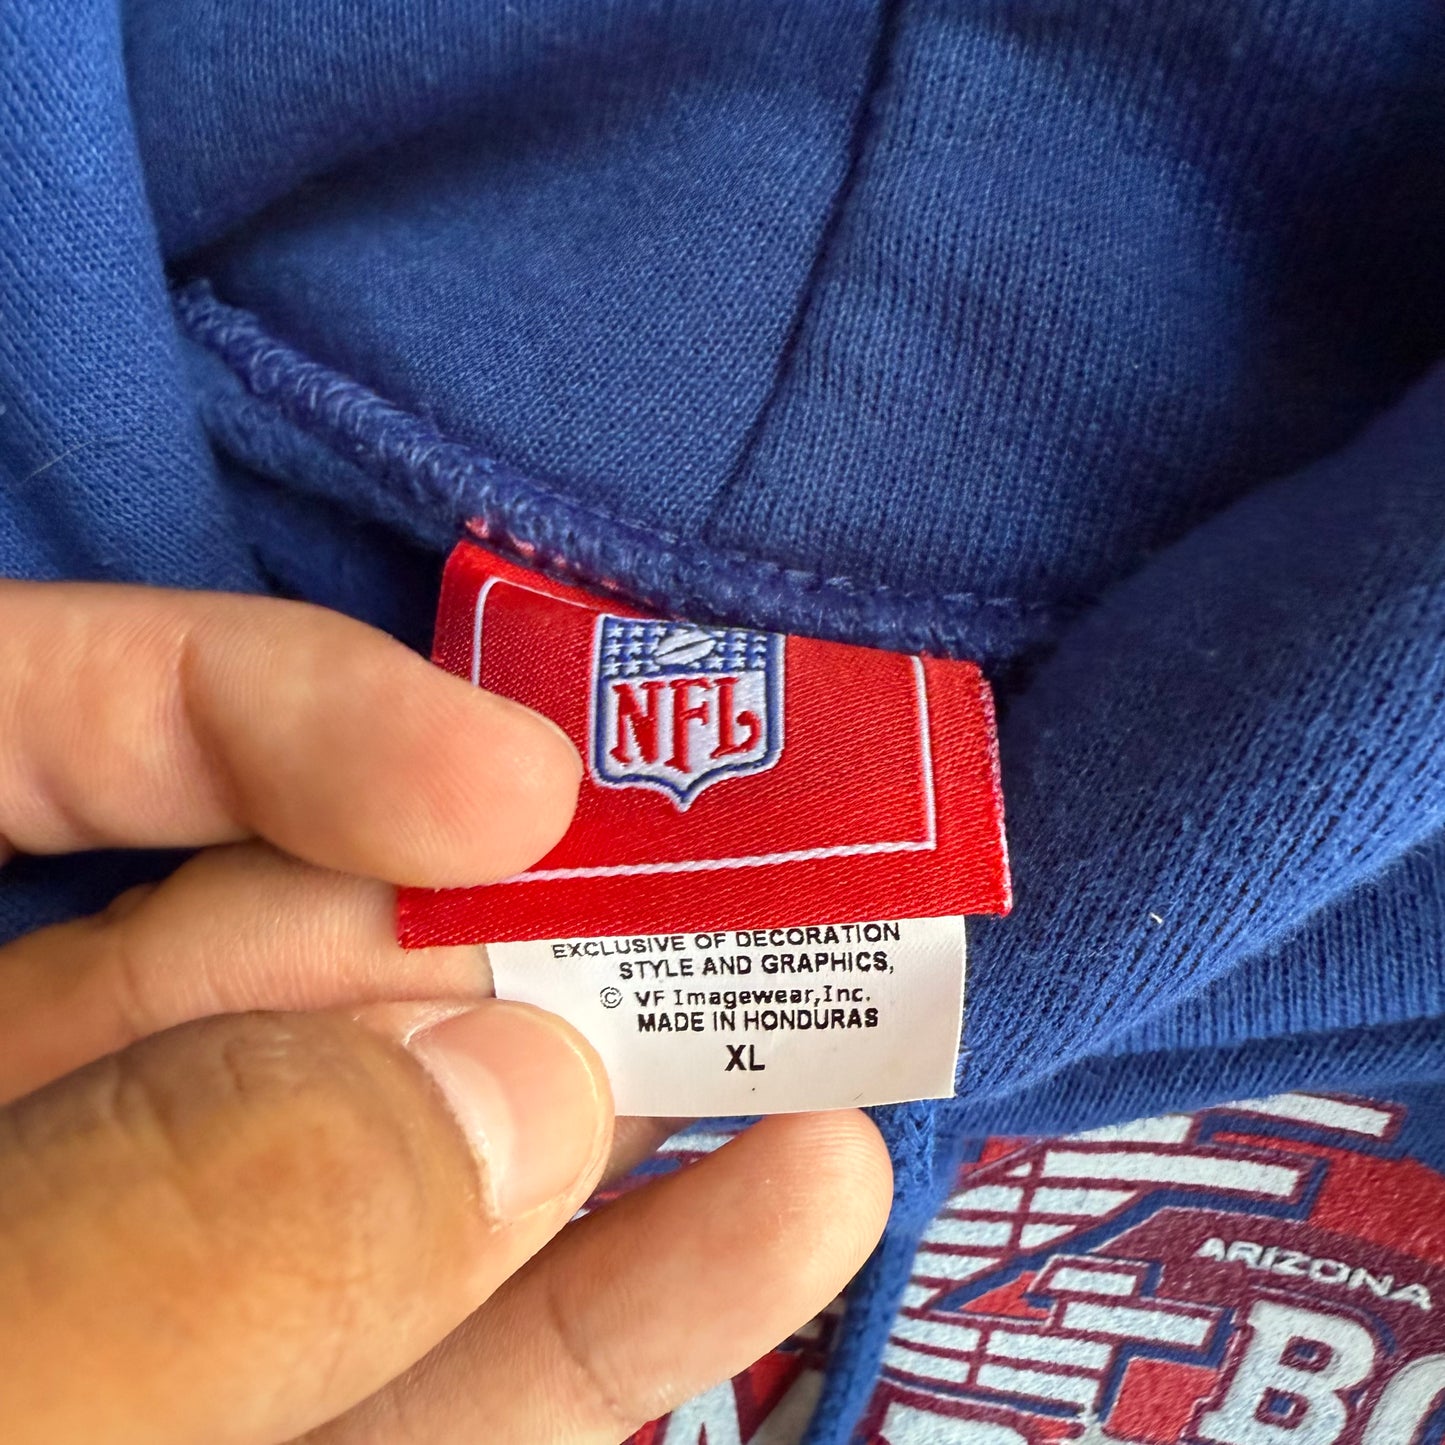 NFL
EXCLUSIVE OF DECORATION
STYLE AND GRAPHICS,
© VF Imagewear,Inc.
MADE IN HONDURAS
XL
ARIZONA